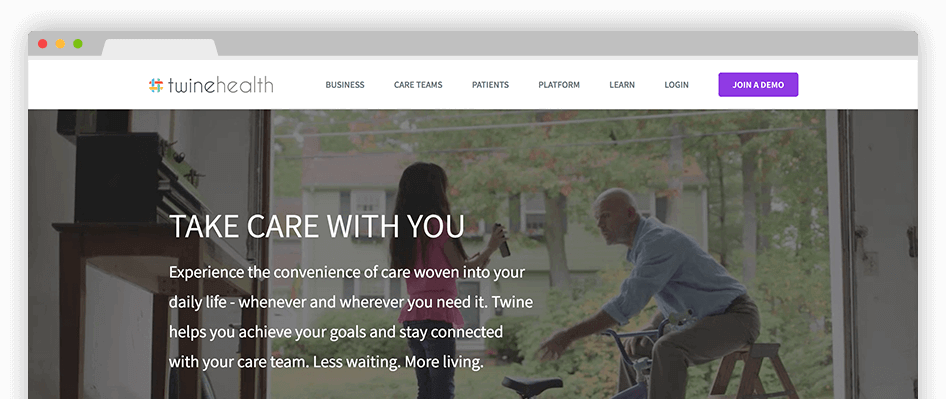 twinehealth
BUSINESS CARE TEAMS PATIENTS PLATFORM LEARN LOGIN JOIN A DEMO
TAKE CARE WITH YOU
Experience the convenience of care woven into your
daily life - whenever and wherever you need it. Twine
helps you achieve your goals and stay connected
with your care team. Less waiting. More living.